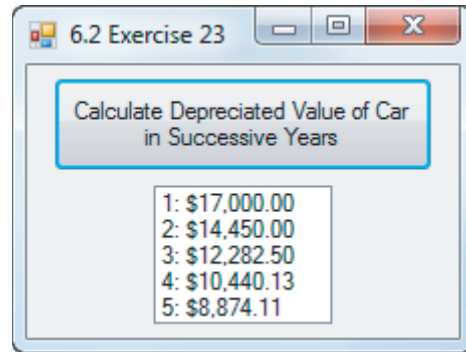 6.2 Exercise 23
Calculate Depreciated Value of Car
in Successive Years
1: $17,000.00
2: $14,450.00
3: $12,282.50
4: $10,440.13
5: $8,874.11